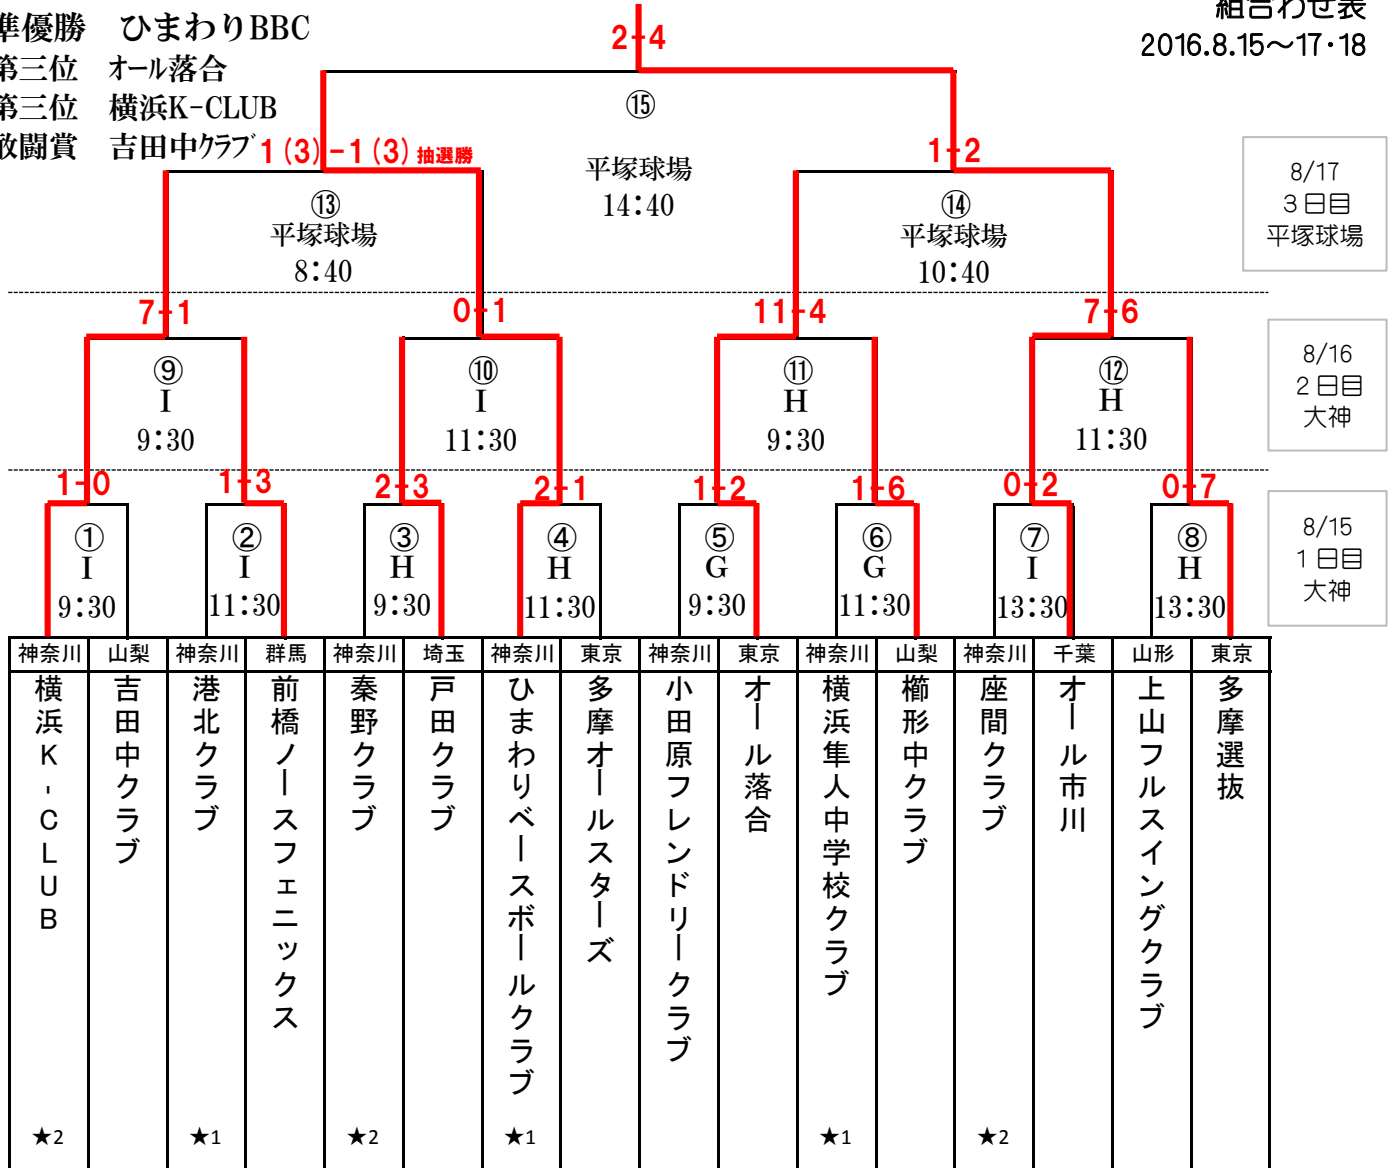 準優勝 ひまわりBBC
第三位 オール落合
第三位 横浜K-CLUB
敢闘賞 吉田中クラブ
組合わせ表
2016.8.15～17・18
2-4
⑮
平塚球場
14:40
1(3)-1(3) 抽選勝
⑬
平塚球場
8:40
1-2
⑭
平塚球場
10:40
8/17
3日目
平塚球場
7-1
⑨
I
9:30
0-1
⑩
I
11:30
11-4
⑪
H
9:30
7-6
⑫
H
11:30
8/16
2日目
大神
1-0
①
I
9:30
1-3
②
I
11:30
2-3
③
H
9:30
2-1
④
H
11:30
1-2
⑤
G
9:30
1-6
⑥
G
11:30
0-2
⑦
I
13:30
0-7
⑧
H
13:30
8/15
1日目
大神
神奈川 山梨 神奈川 群馬 神奈川 埼玉 神奈川 東京 神奈川 東京 神奈川 山梨 神奈川 千葉 山形 東京
横浜K-CLUB
吉田中クラブ
港北クラブ
前橋ノースフェニックス
秦野クラブ
戸田クラブ
ひまわりベースボールクラブ
多摩オールスターズ
小田原フレンドリークラブ
オール落合
横浜隼人中学校クラブ
櫛形中クラブ
座間クラブ
オール市川
上山フルスイングクラブ
多摩選抜
★2 ★1 ★2 ★1 ★1 ★2